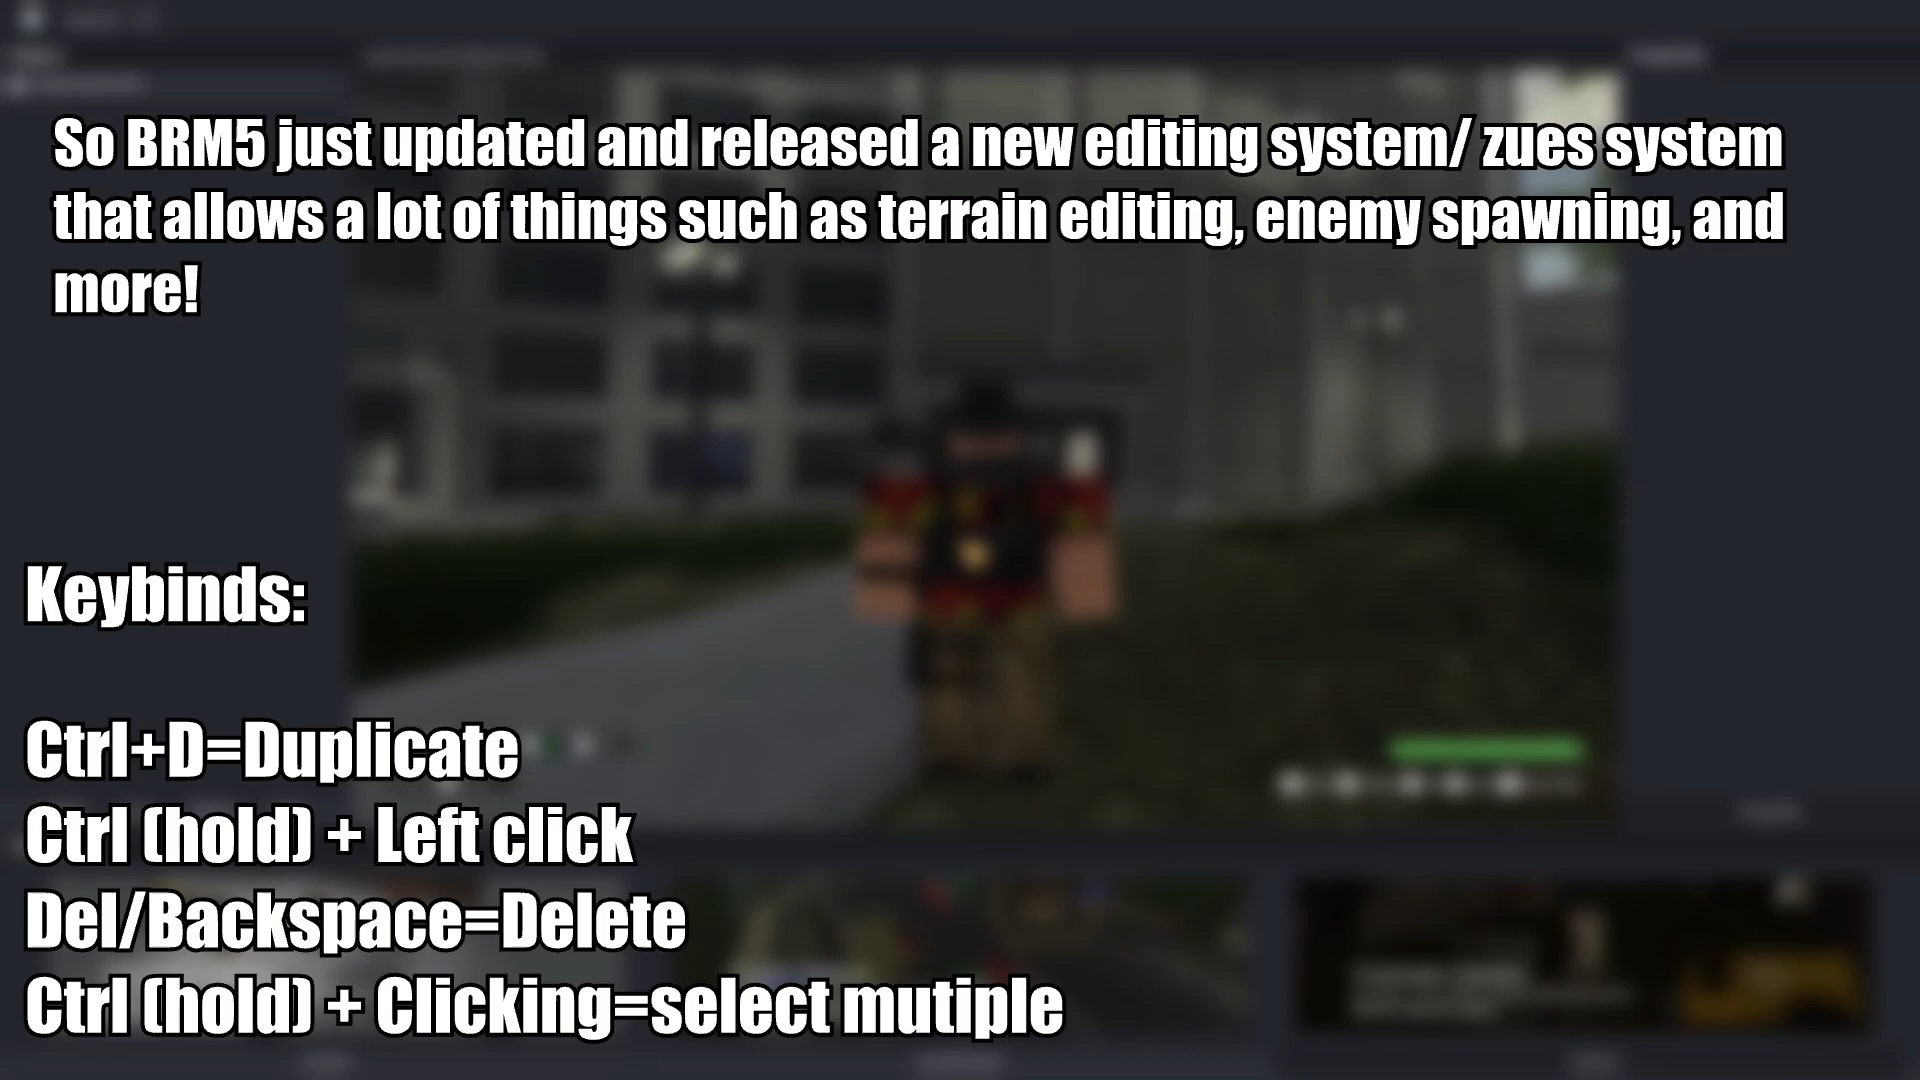 So BRM5 just updated and released a new editing system/ zues system
that allows a lot of things such as terrain editing, enemy spawning, and
more!
Keybinds:
Ctrl+D=Duplicate
Ctrl (hold) + Left click
Del/Backspace=Delete
Ctrl (hold) + Clicking=select mutiple